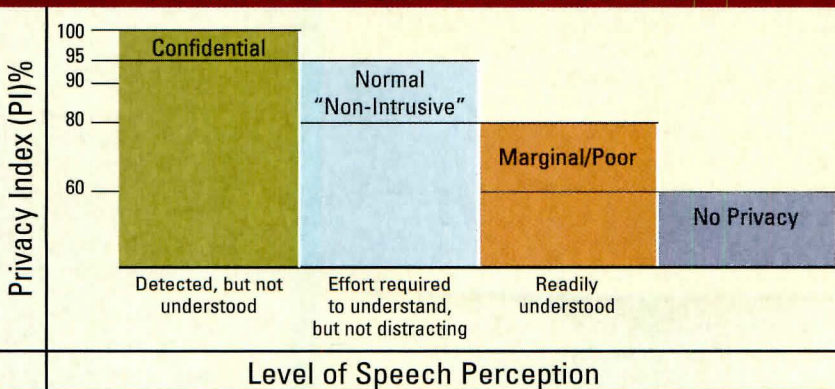 Privacy Index (PI)%
100
95
90
80
60
Confidential
Normal
"Non-Intrusive"
Marginal/Poor
No Privacy
Detected, but not
understood
Effort required
to understand,
but not distracting
Readily
understood
Level of Speech Perception